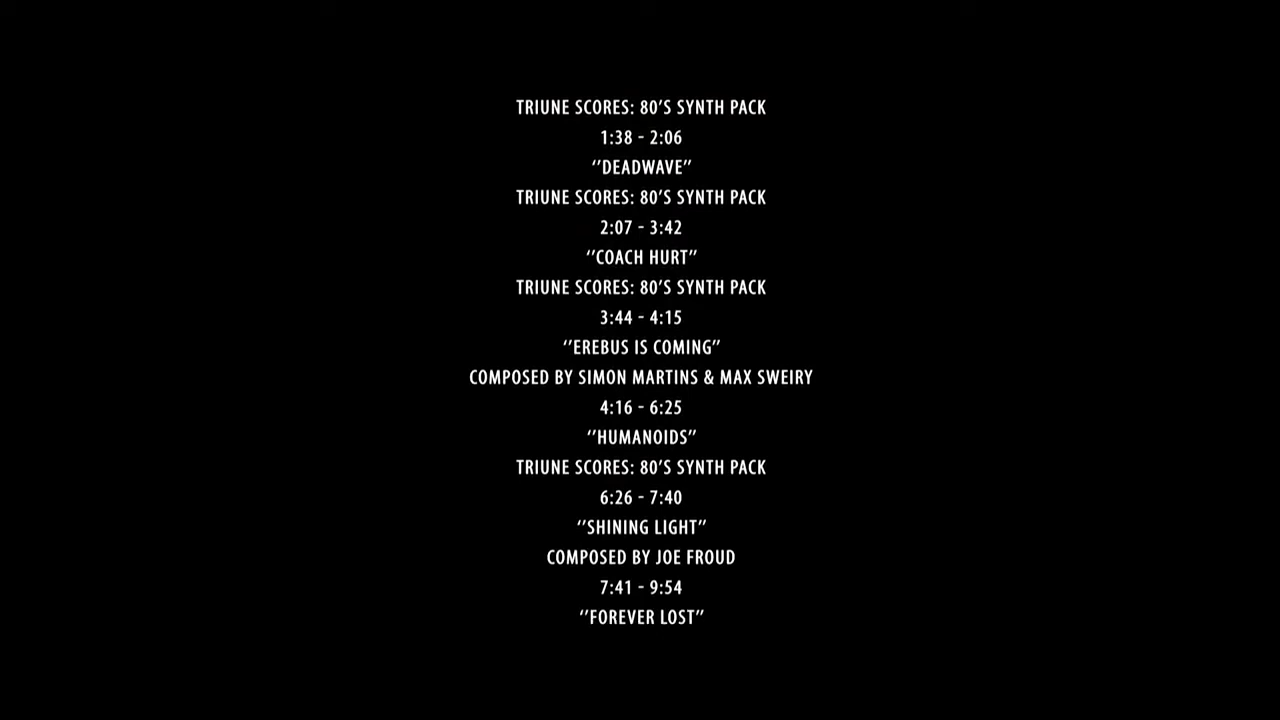 TRIUNE SCORES: 80'S SYNTH PACK
1:38 - 2:06
‘’DEADWAVE’’
TRIUNE SCORES: 80'S SYNTH PACK
2:07 - 3:42
‘’COACH HURT’’
TRIUNE SCORES: 80'S SYNTH PACK
3:44 - 4:15
‘’EREBUS IS COMING’’
COMPOSED BY SIMON MARTINS & MAX SWEIRY
4:16 - 6:25
‘’HUMANOIDS’’
TRIUNE SCORES: 80'S SYNTH PACK
6:26 - 7:40
‘’SHINING LIGHT’’
COMPOSED BY JOE FROUD
7:41 - 9:54
‘’FOREVER LOST’’